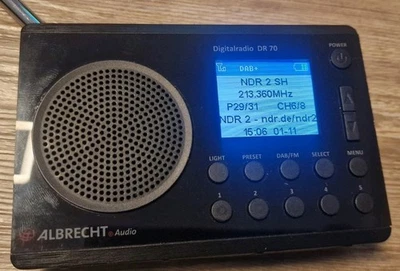 Digitalradio DR 70
POWER
DAB+
NDR 2 SH
213.360MHz
P29/31 CH6/8
NDR 2 - ndr.de/ndr2
15:06 01-11
LIGHT PRESET DAB/FM SELECT MENU
1 2 3 4 5
ALBRECHT Audio